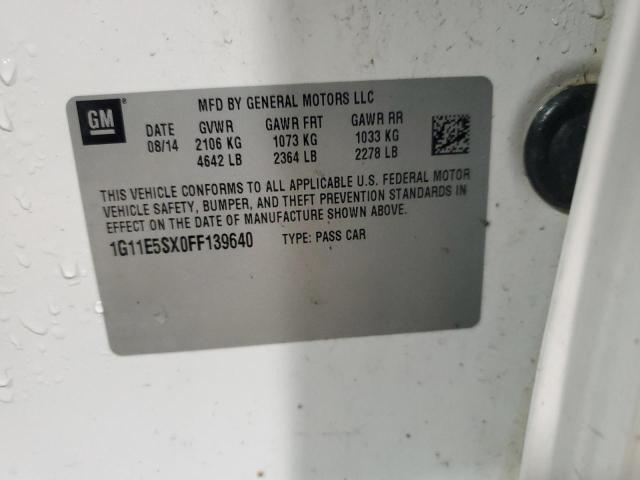 MFD BY GENERAL MOTORS LLC
GM
DATE GVWR GAWR FRT GAWR RR
08/14 2106 KG 1073 KG 1033 KG
4642 LB 2364 LB 2278 LB
THIS VEHICLE CONFORMS TO ALL APPLICABLE U.S. FEDERAL MOTOR
VEHICLE SAFETY, BUMPER, AND THEFT PREVENTION STANDARDS IN
EFFECT ON THE DATE OF MANUFACTURE SHOWN ABOVE.
1G11E5SX0FF139640 TYPE: PASS CAR